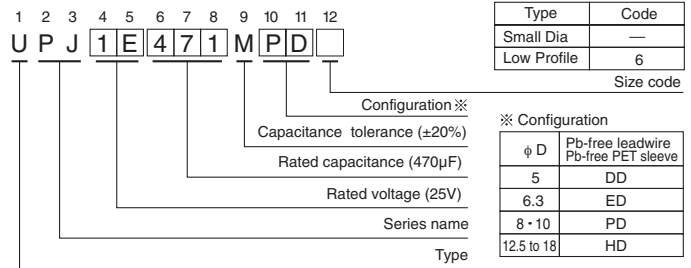 1 2 3 4 5 6 7 8 9 10 11 12
U P J 1 E 4 7 1 M P D
Type Code
Small Dia —
Low Profile 6
Size code
Configuration※
Capacitance tolerance (±20%)
Rated capacitance (470µF)
Rated voltage (25V)
Series name
Type
※ Configuration
ϕ D Pb-free leadwire
Pb-free PET sleeve
5 DD
6.3 ED
8・10 PD
12.5 to 18 HD